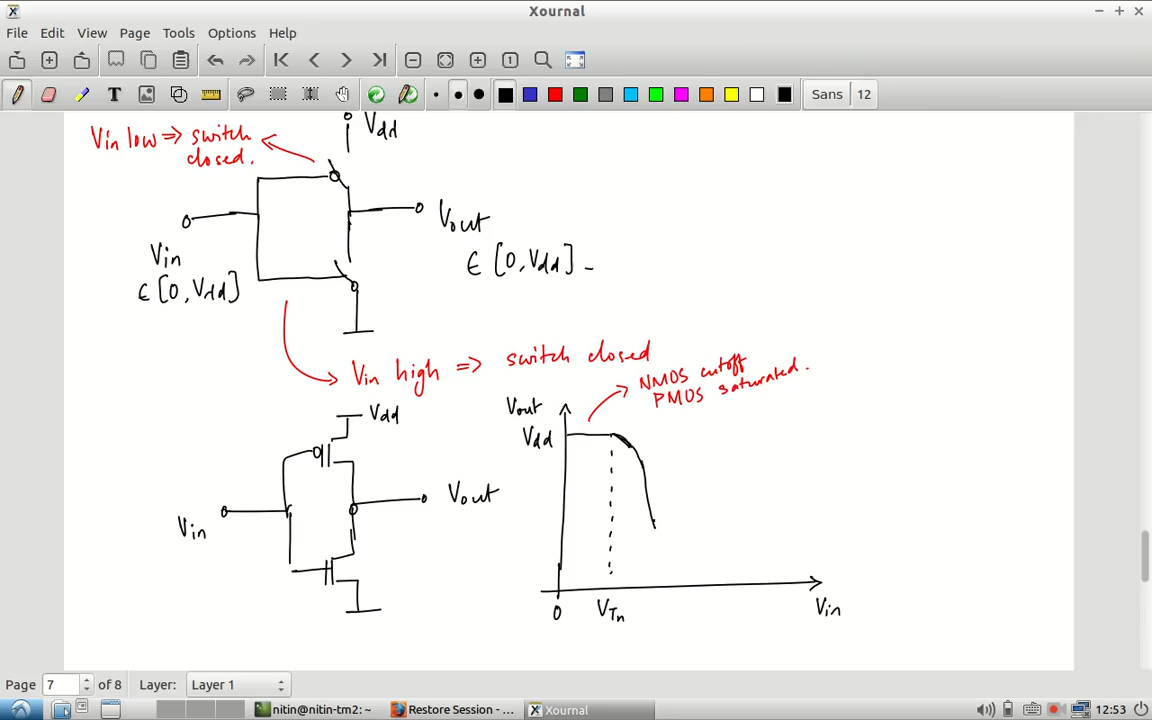 Xournal
File Edit View Page Tools Options Help
Sans 12
Vin low => switch closed.
Vdd
Vin
∈ [0, Vdd]
Vout
∈ [0, Vdd] -
Vin high => switch closed
NMOS cutoff
PMOS saturated.
Vdd
Vin
Vout
Vout
Vdd
0
VTn
Vin
Page 7 of 8 Layer: Layer 1
nitin@nitin-tm2: ~
Restore Session - ...
Xournal
12:53